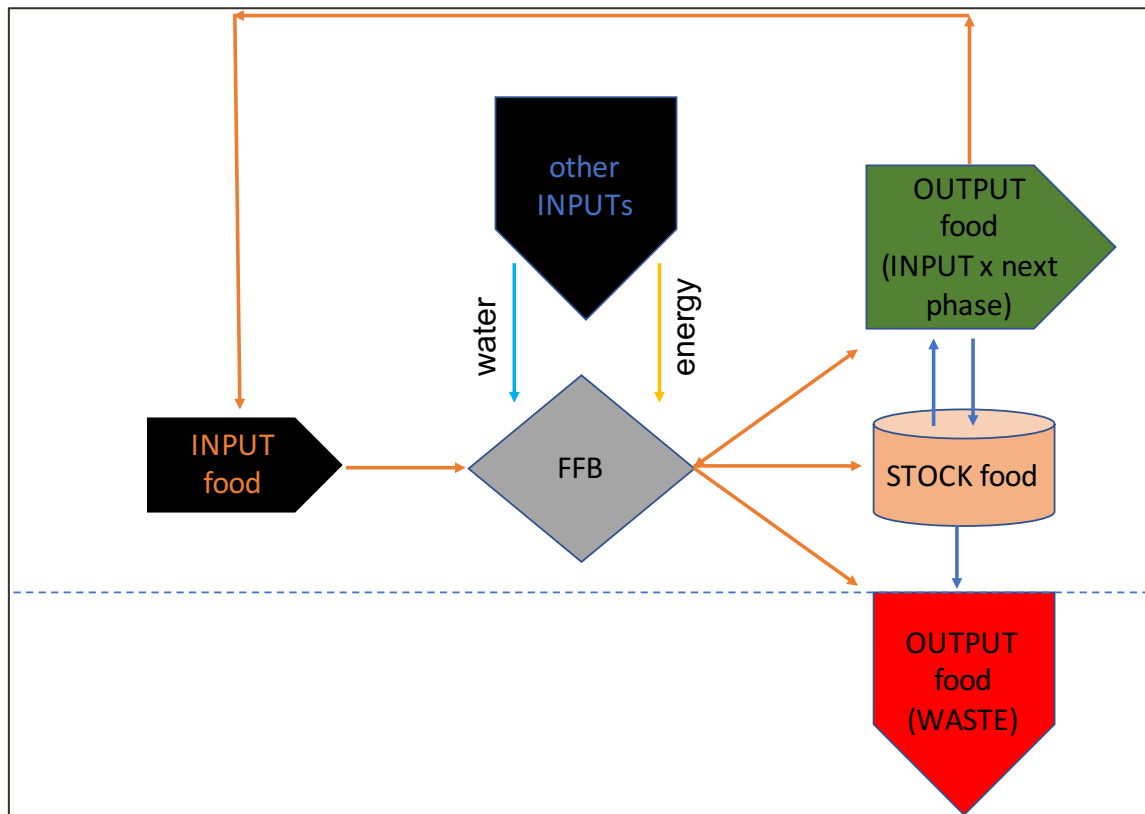 other
INPUTs
OUTPUT
food
(INPUT x next
phase)
water
energy
INPUT
food
FFB
STOCK food
OUTPUT
food
(WASTE)